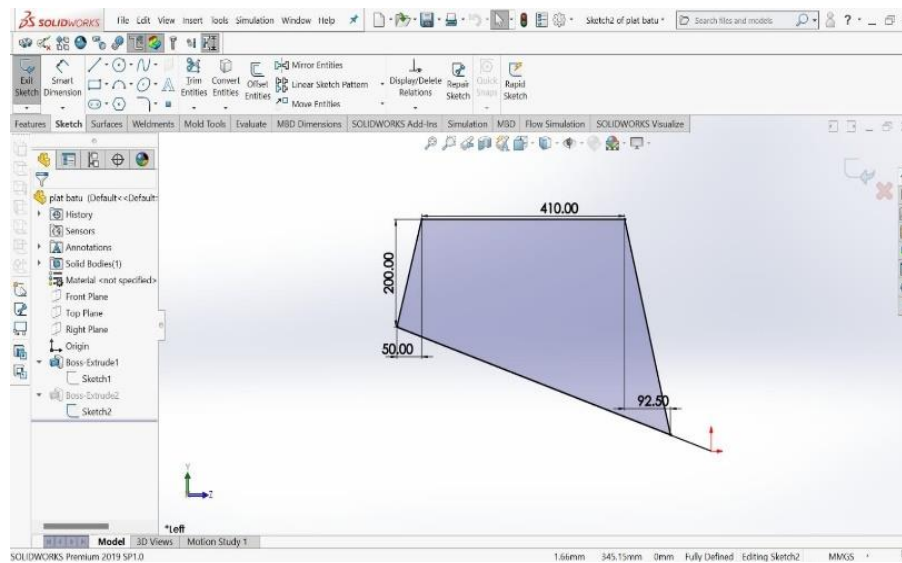 SOLIDWORKS File Edit View Insert Tools Simulation Window Help Sketch2 of plat batu * Search files and models ?
Exit Sketch
Smart Dimension
Trim Entities
Convert Entities
Offset Entities
Mirror Entities
Linear Sketch Pattern
Move Entities
Display/Delete Relations
Repair Sketch
Quick Snaps
Rapid Sketch
Features Sketch Surfaces Weldments Mold Tools Evaluate MBD Dimensions SOLIDWORKS Add-Ins Simulation MBD Flow Simulation SOLIDWORKS Visualize
plat batu (Default<<Default
History
Sensors
Annotations
Solid Bodies(1)
Material <not specified>
Front Plane
Top Plane
Right Plane
Origin
Boss-Extrude1
Sketch1
Boss-Extrude2
Sketch2
410.00
200.00
50.00
92.50
Y
Z
*Left
Model 3D Views Motion Study 1
SOLIDWORKS Premium 2019 SP1.0 1.66mm 345.15mm 0mm Fully Defined Editing Sketch2 MMGS